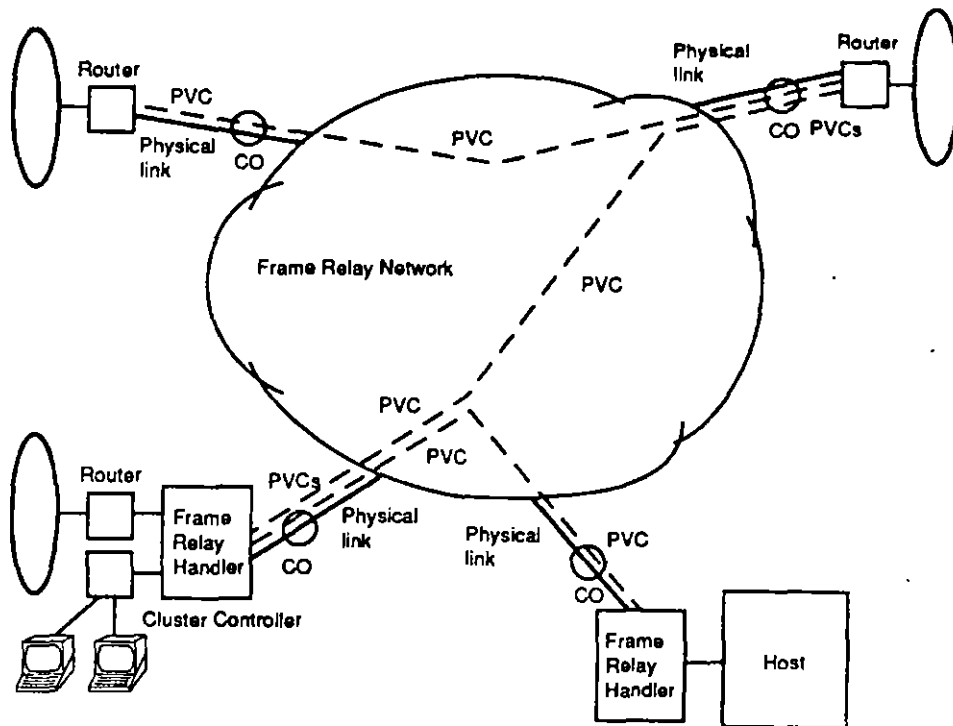 Physical
link
Router
Router
PVC
CO
PVCs
Physical
link
CO
PVC
Frame Relay Network
PVC
PVC
PVC
Router
PVCs
Frame
Relay
Handler
Physical
link
CO
Cluster Controller
Physical
link
PVC
CO
Frame
Relay
Handler
Host